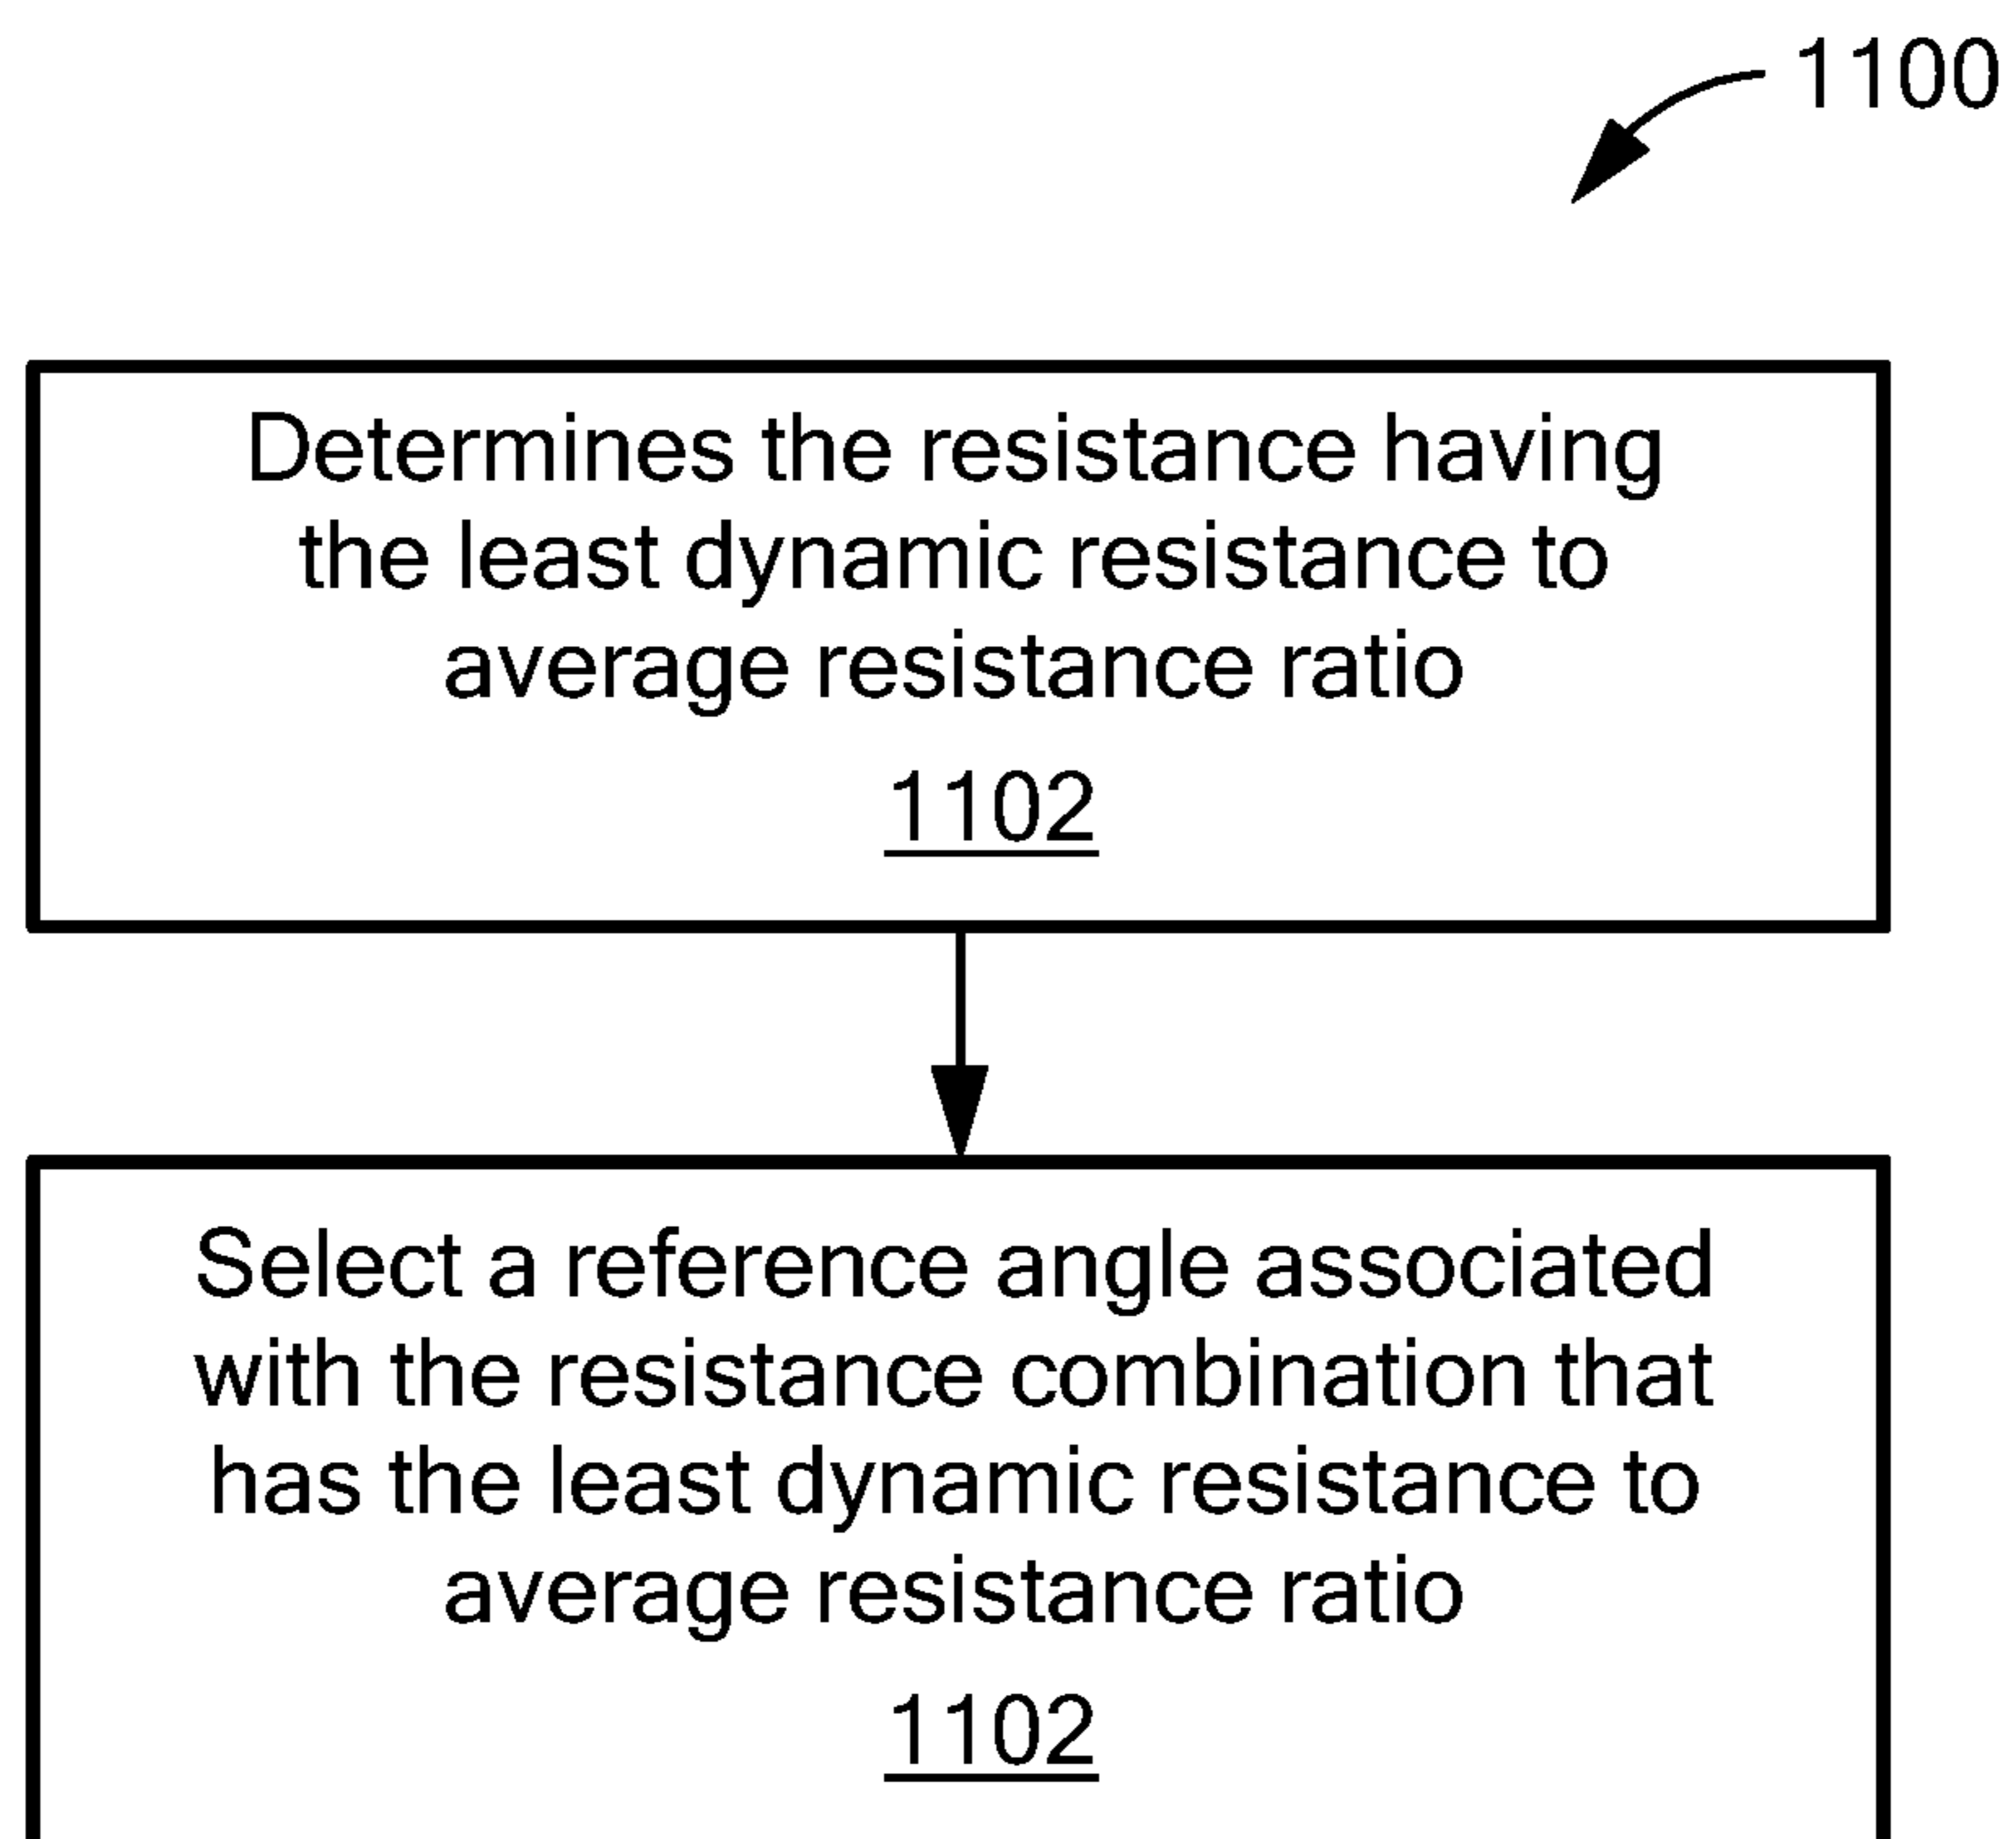 1100
Determines the resistance having
the least dynamic resistance to
average resistance ratio
1102
Select a reference angle associated
with the resistance combination that
has the least dynamic resistance to
average resistance ratio
1102